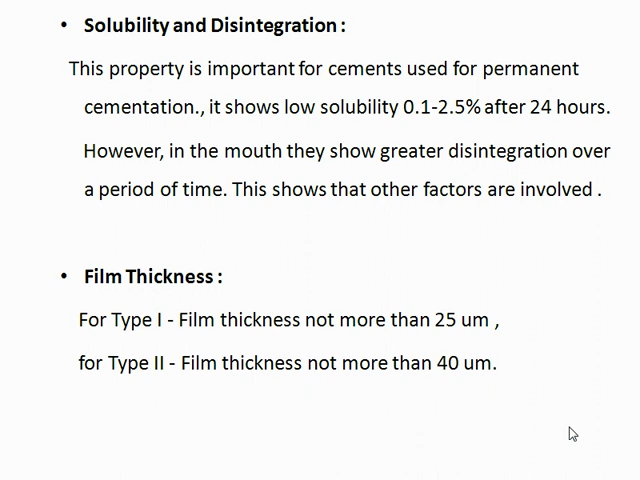 • Solubility and Disintegration :
This property is important for cements used for permanent
cementation., it shows low solubility 0.1-2.5% after 24 hours.
However, in the mouth they show greater disintegration over
a period of time. This shows that other factors are involved .
• Film Thickness :
For Type I - Film thickness not more than 25 um ,
for Type II - Film thickness not more than 40 um.